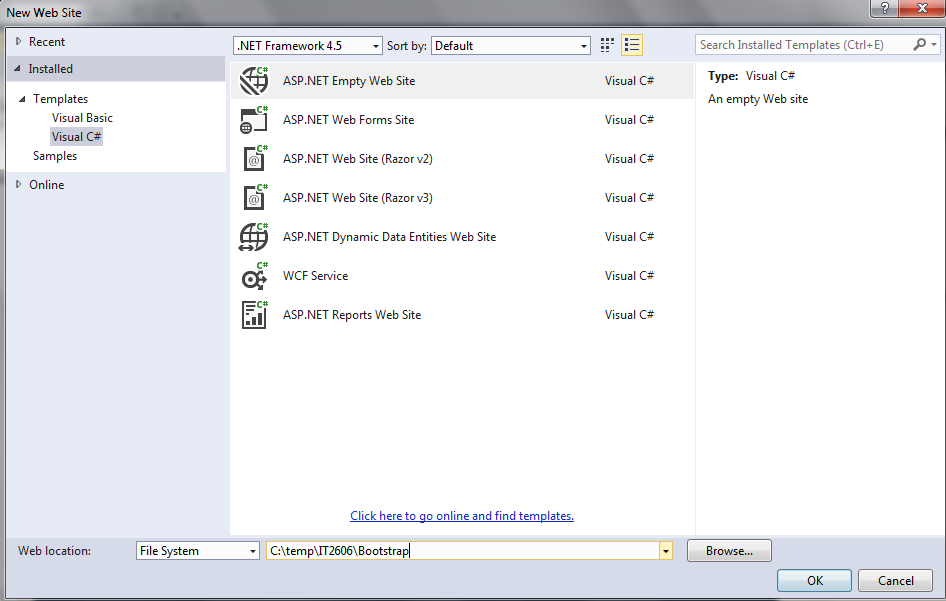 New Web Site
?
Recent
.NET Framework 4.5 Sort by: Default
Search Installed Templates (Ctrl+E)
Installed
Templates
Visual Basic
Visual C#
Samples
Online
C# ASP.NET Empty Web Site Visual C#
C# ASP.NET Web Forms Site Visual C#
@ C# ASP.NET Web Site (Razor v2) Visual C#
@ C# ASP.NET Web Site (Razor v3) Visual C#
C# ASP.NET Dynamic Data Entities Web Site Visual C#
C# WCF Service Visual C#
C# ASP.NET Reports Web Site Visual C#
Type: Visual C#
An empty Web site
Click here to go online and find templates.
Web location: File System C:\temp\IT2606\Bootstrap Browse...
OK Cancel